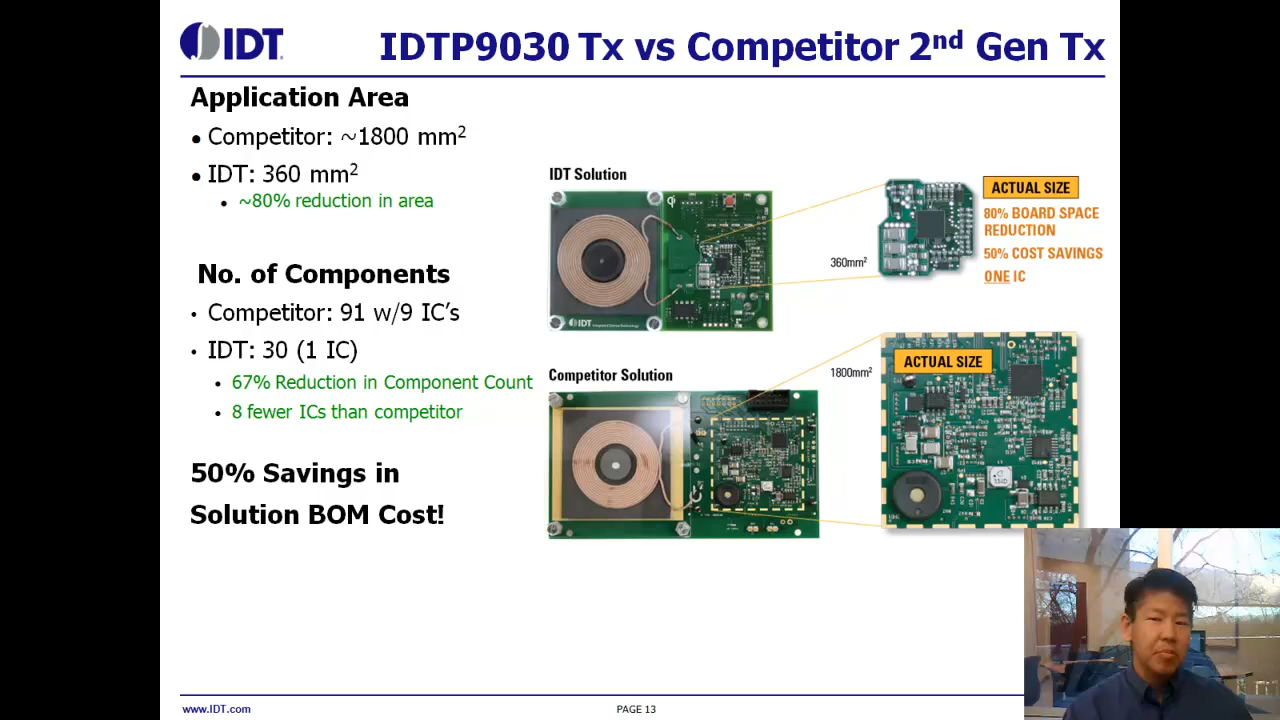 IDT
IDTP9030 Tx vs Competitor 2nd Gen Tx
Application Area
• Competitor: ~1800 mm2
• IDT: 360 mm2
• ~80% reduction in area
No. of Components
• Competitor: 91 w/9 IC's
• IDT: 30 (1 IC)
• 67% Reduction in Component Count
• 8 fewer ICs than competitor
50% Savings in
Solution BOM Cost!
IDT Solution
360mm2
ACTUAL SIZE
80% BOARD SPACE
REDUCTION
50% COST SAVINGS
ONE IC
IDT
Competitor Solution
1800mm2
ACTUAL SIZE
www.IDT.com
PAGE 13